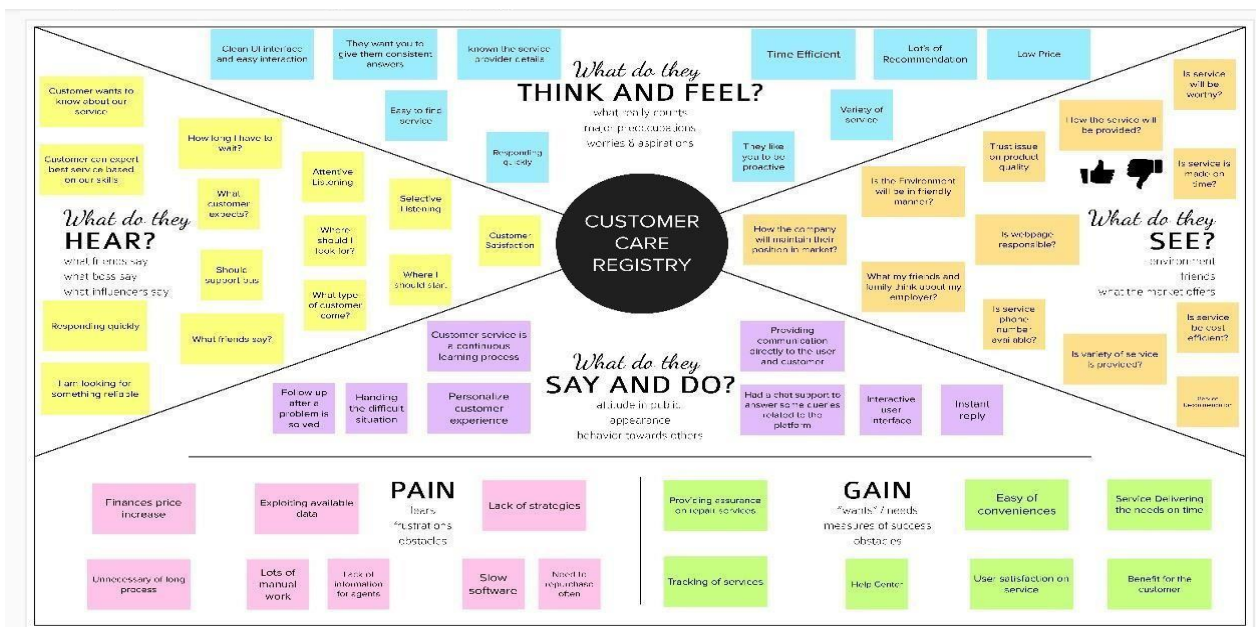 Clean UI interface
and easy interaction
They want you to
give them consistent
answers
known the service
provider details
Easy to find
service
Responding
quickly
What do they
THINK AND FEEL?
what really counts
major preoccupations
worries & aspirations
Time Efficient
Lot's of
Recommendation
Low Price
Variety of
service
They like
you to be
proactive
Customer wants to
know about our
service
How long I have to
wait?
Customer can expert
best service based
on our skills
What
customer
expects?
Attentive
Listening
Selective
Listening
What do they
HEAR?
what friends say
what boss say
what influencers say
Where
should I
look for?
Customer
Satisfaction
Should
support bus
What type
of customer
come?
Where I
should star.
Responding quickly
What friends say?
I am looking for
something reliable
CUSTOMER
CARE
REGISTRY
Is service
will be
worthy?
How the service will
be provided?
Trust issue
on product
quality
Is service is
made on
time?
Is the Environment
will be in friendly
manner?
How the company
will maintain their
position in market?
Is webpage
responsible?
What do they
SEE?
environment
friends
what the market offers
What my friends and
family think about my
employer?
Is service
phone
number
available?
Is service
be cost
efficient?
Is variety of service
is provided?
Customer service is
a continuous
learning process
Follow up
after a
problem is
solved
Handing
the difficult
situation
Personalize
customer
experience
What do they
SAY AND DO?
attitude in public
appearance
behavior towards others
Providing
communication
directly to the user
and customer
Had a chat support to
answer some queries
related to the
platform
Interactive
user
interface
Instant
reply
PAIN
fears
frustrations
obstacles
Finances price
increase
Exploiting available
data
Lack of strategies
Unnecessary of long
process
Lots of
manual
work
Lack of
information
for agents
Slow
software
Need to
repurchase
often
GAIN
"wants" / needs
measures of success
obstacles
Providing assurance
on repair services
Easy of
conveniences
Service Delivering
the needs on time
Tracking of services
Help Center
User satisfaction on
service
Benefit for the
customer